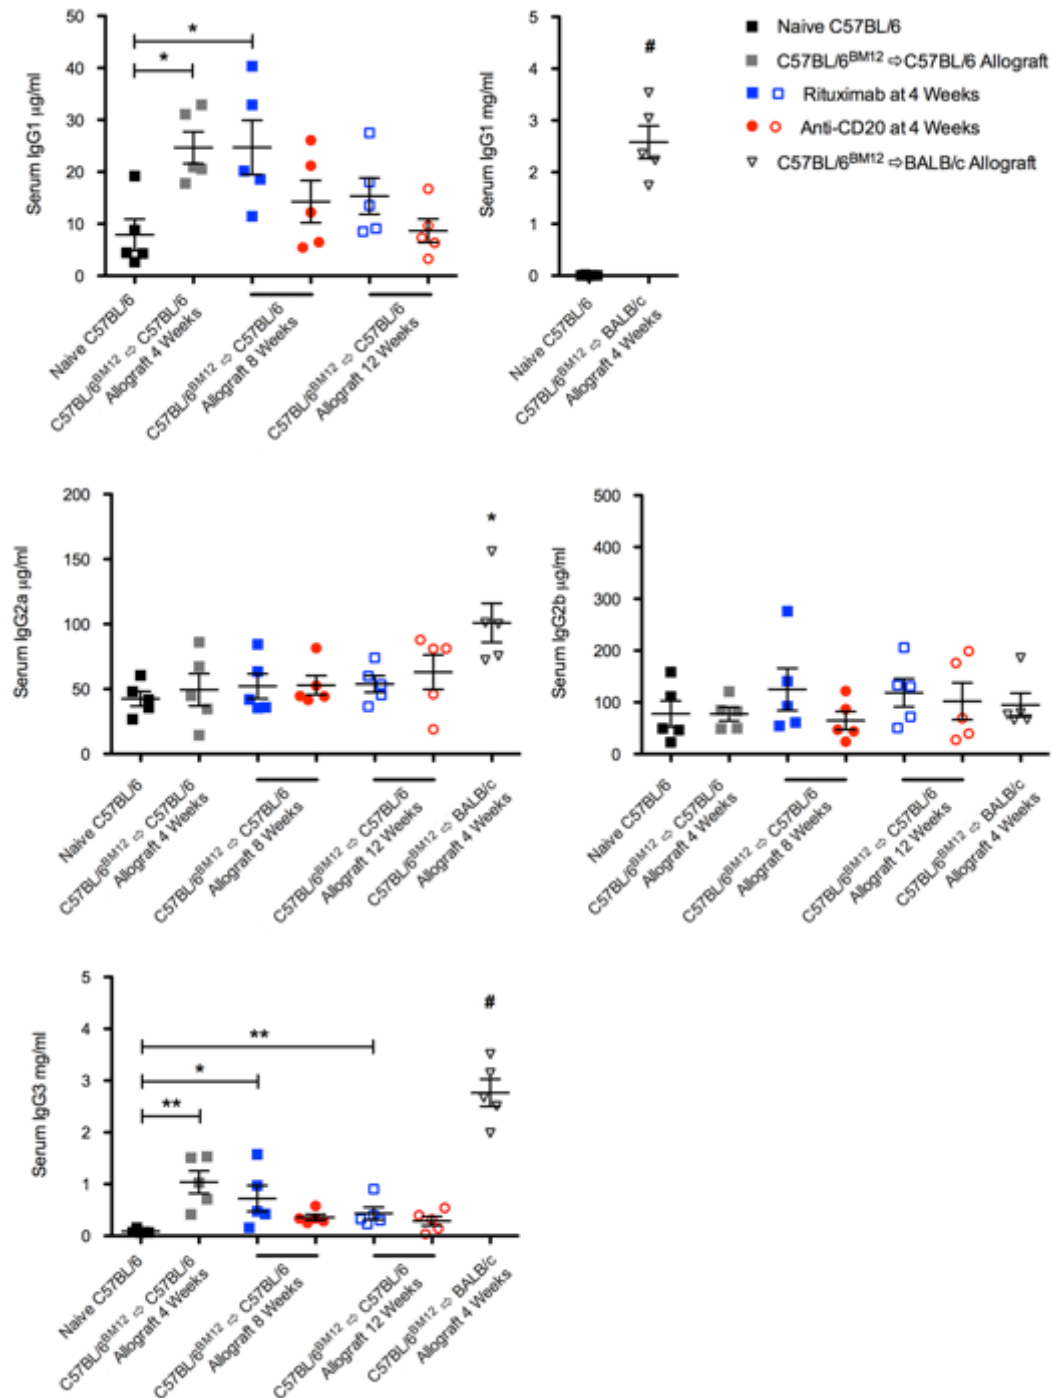 50
40
30
20
10
0
Serum IgG1 µg/ml
*
*
Naive C57BL/6
C57BL/6BM12 ⇨ C57BL/6
Allograft 4 Weeks
C57BL/6BM12 ⇨ C57BL/6
Allograft 8 Weeks
C57BL/6BM12 ⇨ C57BL/6
Allograft 12 Weeks
5
4
3
2
1
0
Serum IgG1 mg/ml
#
Naive C57BL/6
C57BL/6BM12 ⇨ BALB/c
Allograft 4 Weeks
Naive C57BL/6
C57BL/6BM12 ⇨C57BL/6 Allograft
Rituximab at 4 Weeks
Anti-CD20 at 4 Weeks
C57BL/6BM12 ⇨BALB/c Allograft
200
150
100
50
0
Serum IgG2a µg/ml
*
Naive C57BL/6
C57BL/6BM12 ⇨ C57BL/6
Allograft 4 Weeks
C57BL/6BM12 ⇨ C57BL/6
Allograft 8 Weeks
C57BL/6BM12 ⇨ C57BL/6
Allograft 12 Weeks
C57BL/6BM12 ⇨ BALB/c
Allograft 4 Weeks
500
400
300
200
100
0
Serum IgG2b µg/ml
Naive C57BL/6
C57BL/6BM12 ⇨ C57BL/6
Allograft 4 Weeks
C57BL/6BM12 ⇨ C57BL/6
Allograft 8 Weeks
C57BL/6BM12 ⇨ C57BL/6
Allograft 12 Weeks
C57BL/6BM12 ⇨ BALB/c
Allograft 4 Weeks
5
4
3
2
1
0
Serum IgG3 mg/ml
#
**
*
**
Naive C57BL/6
C57BL/6BM12 ⇨ C57BL/6
Allograft 4 Weeks
C57BL/6BM12 ⇨ C57BL/6
Allograft 8 Weeks
C57BL/6BM12 ⇨ C57BL/6
Allograft 12 Weeks
C57BL/6BM12 ⇨ BALB/c
Allograft 4 Weeks